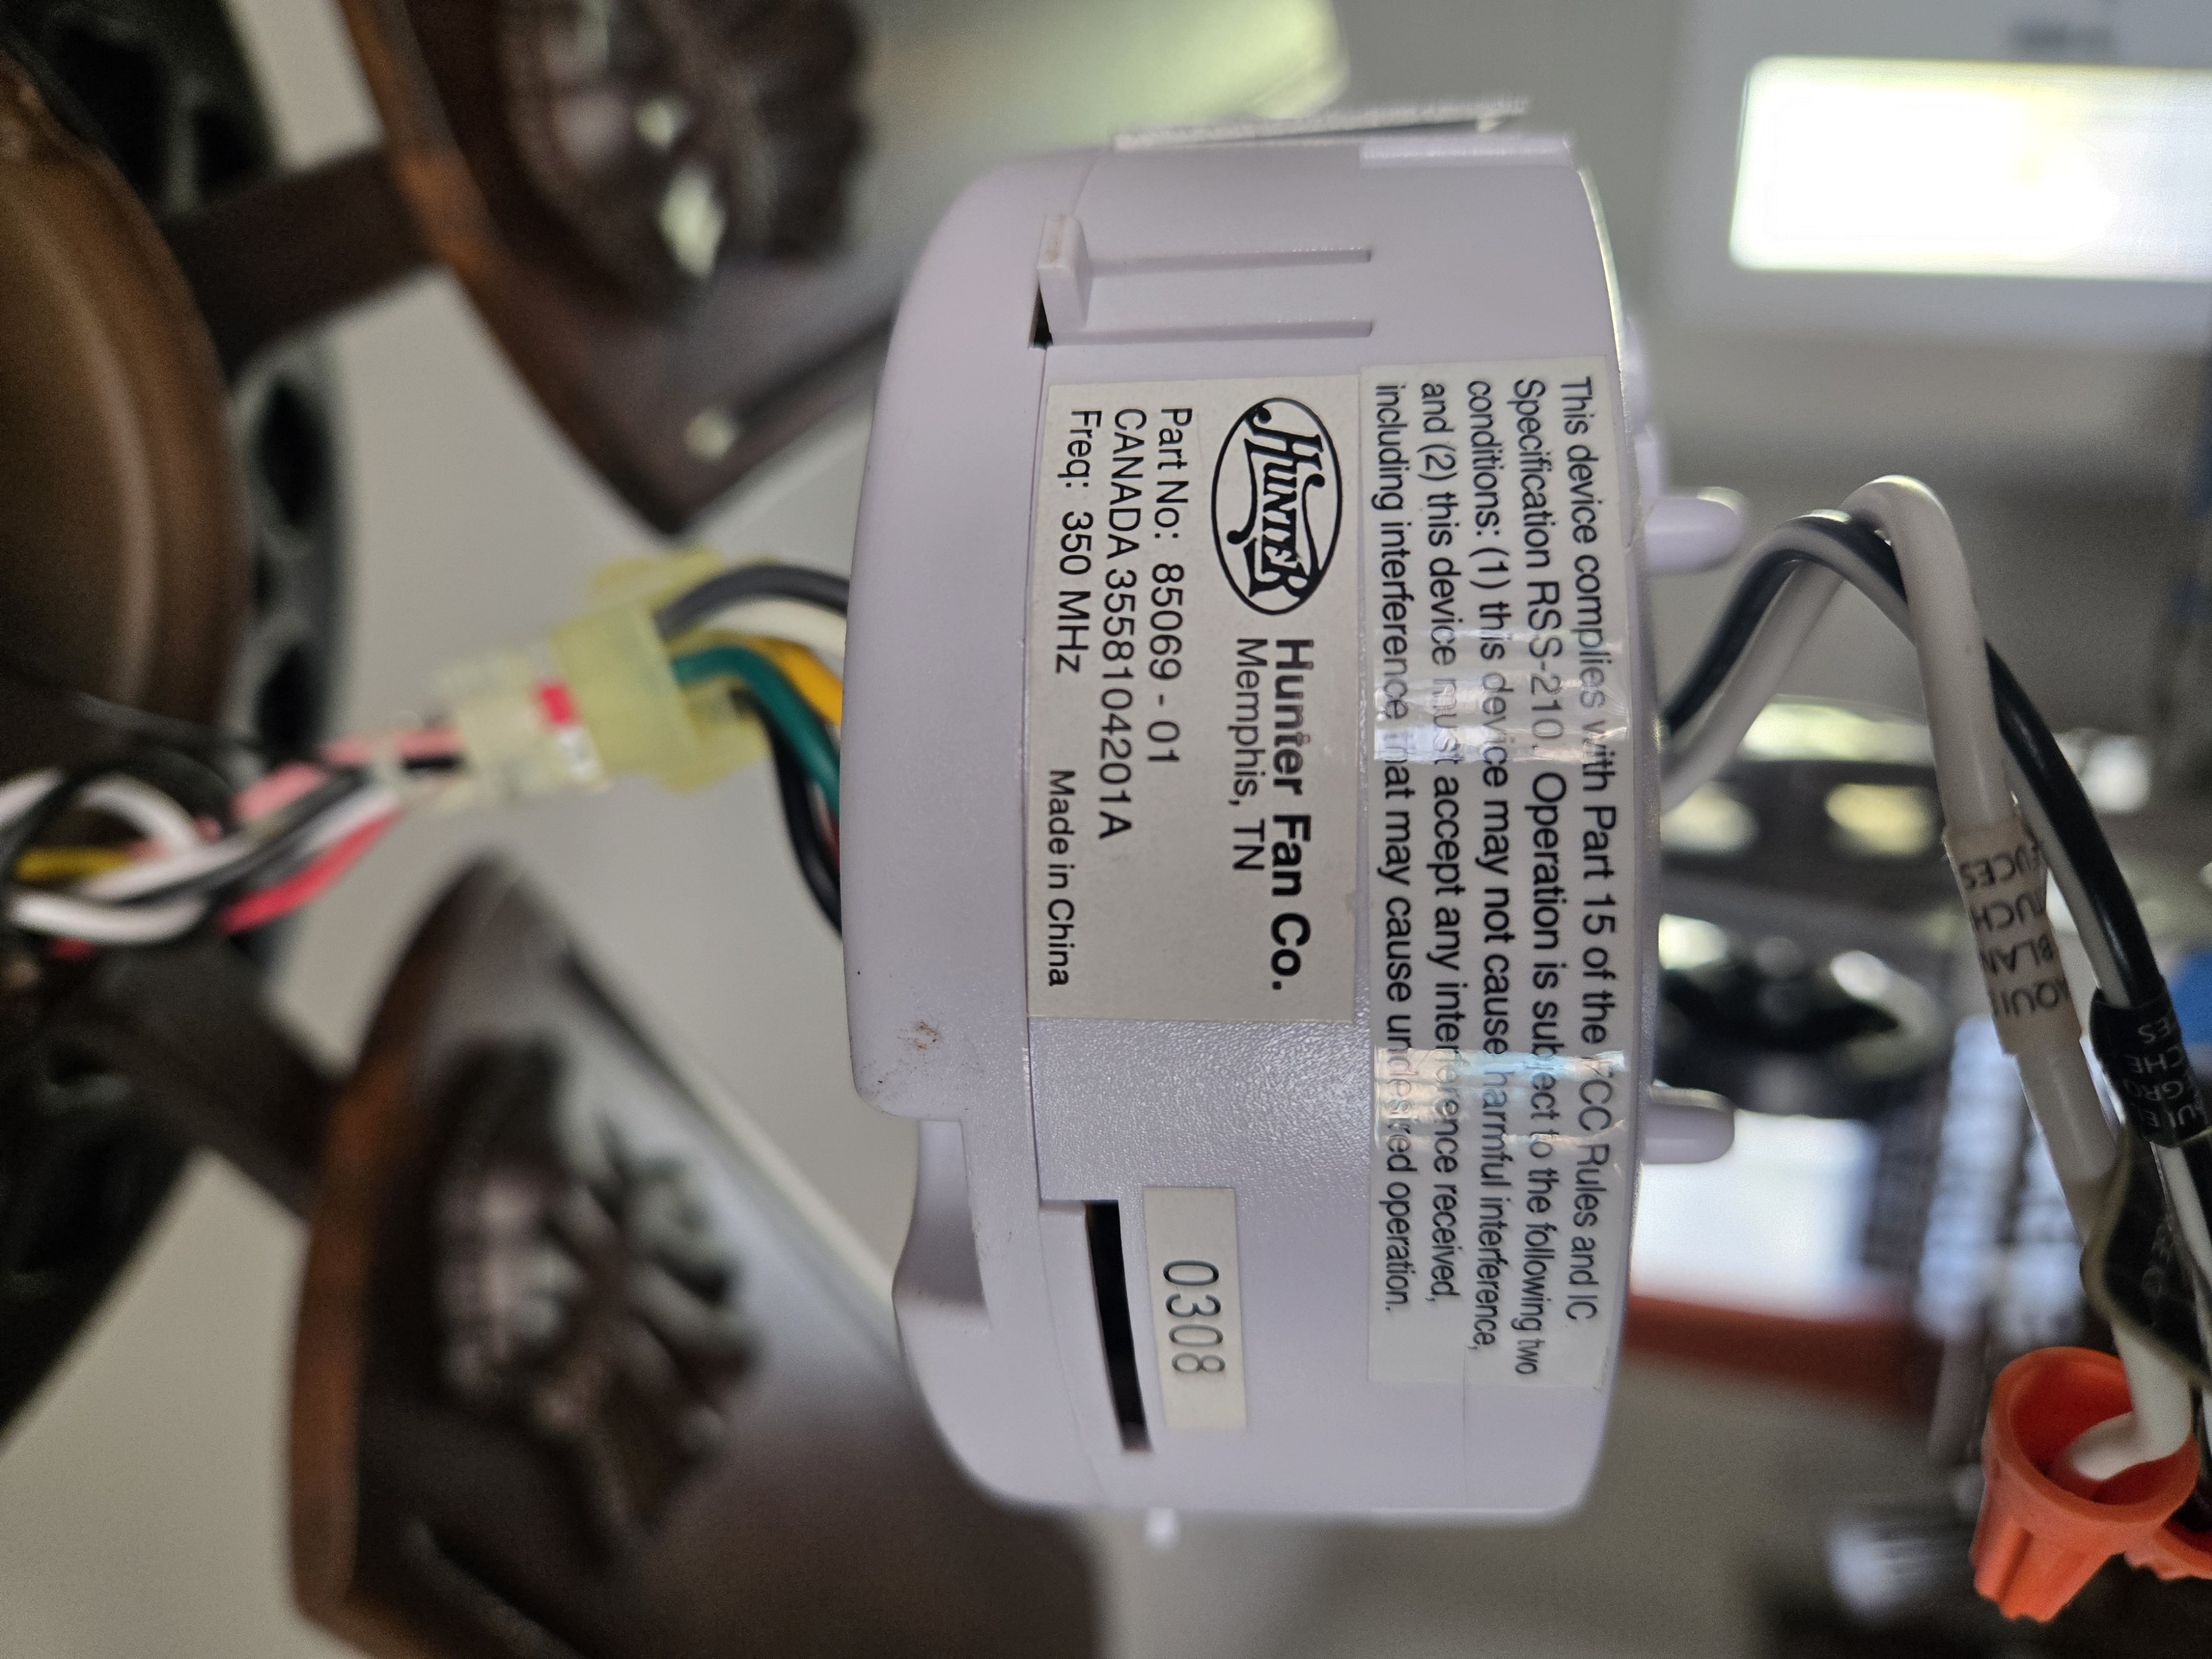 This device complies with Part 15 of the FCC Rules and IC
Specification RSS-210. Operation is subject to the following two
conditions: (1) this device may not cause harmful interference,
and (2) this device must accept any interference received,
including interference that may cause undesired operation.
HUNTER
Hunter Fan Co.
Memphis, TN
Part No: 85069 - 01
CANADA 3558104201A
Freq: 350 MHz
Made in China
0308